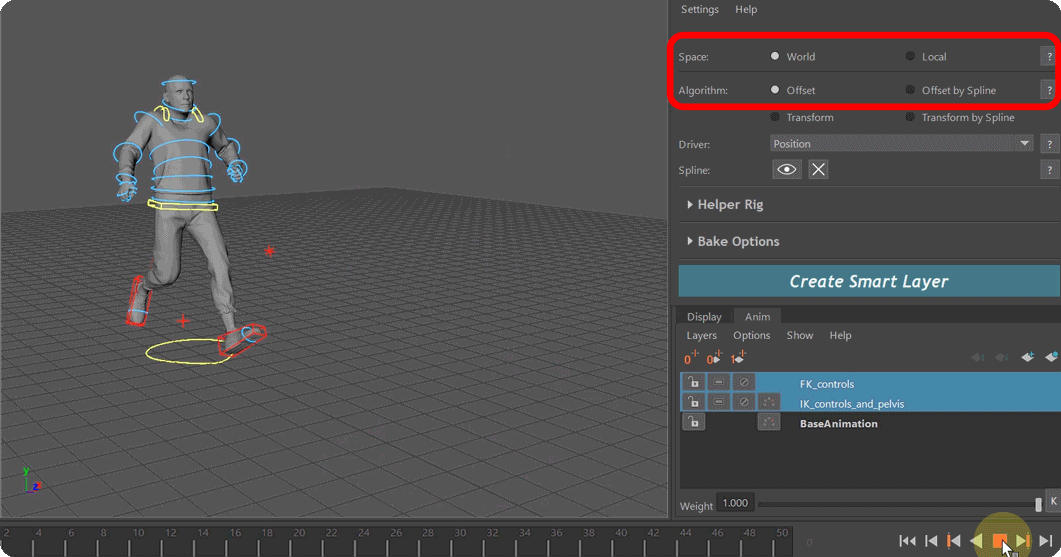 Settings Help
Space: World Local ?
Algorithm: Offset Offset by Spline ?
Transform Transform by Spline
Driver: Position ?
Spline: ?
Helper Rig
Bake Options
Create Smart Layer
Display Anim
Layers Options Show Help
0 0 1
FK_controls
IK_controls_and_pelvis
BaseAnimation
y
z
Weight 1.000 K
2 4 6 8 10 12 14 16 18 20 22 24 26 28 30 32 34 36 38 40 42 44 46 48 50 0